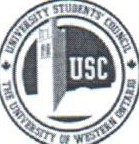 UNIVERSITY STUDENTS' COUNCIL
USC
THE UNIVERSITY OF WESTERN ONTARIO